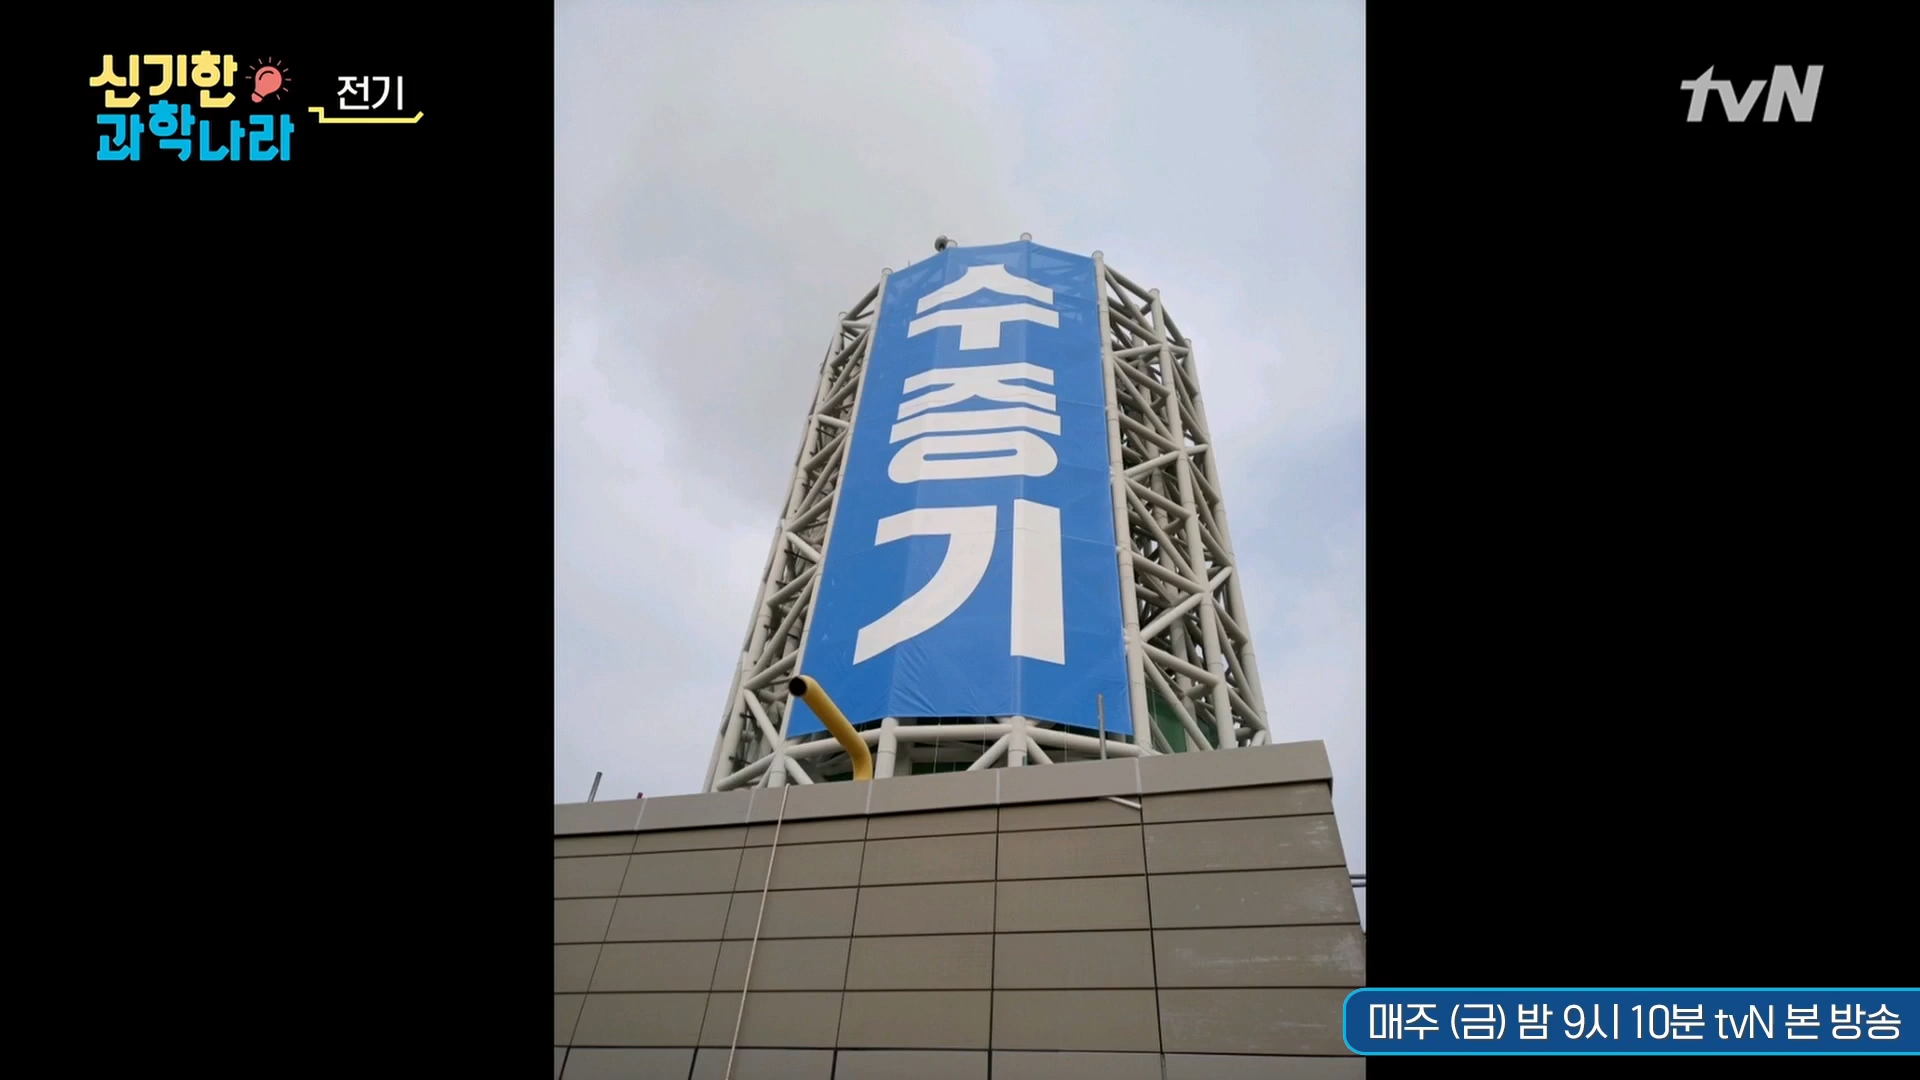 신기한
과학나라
전기
tvN
수증기
매주 (금) 밤 9시 10분 tvN 본 방송